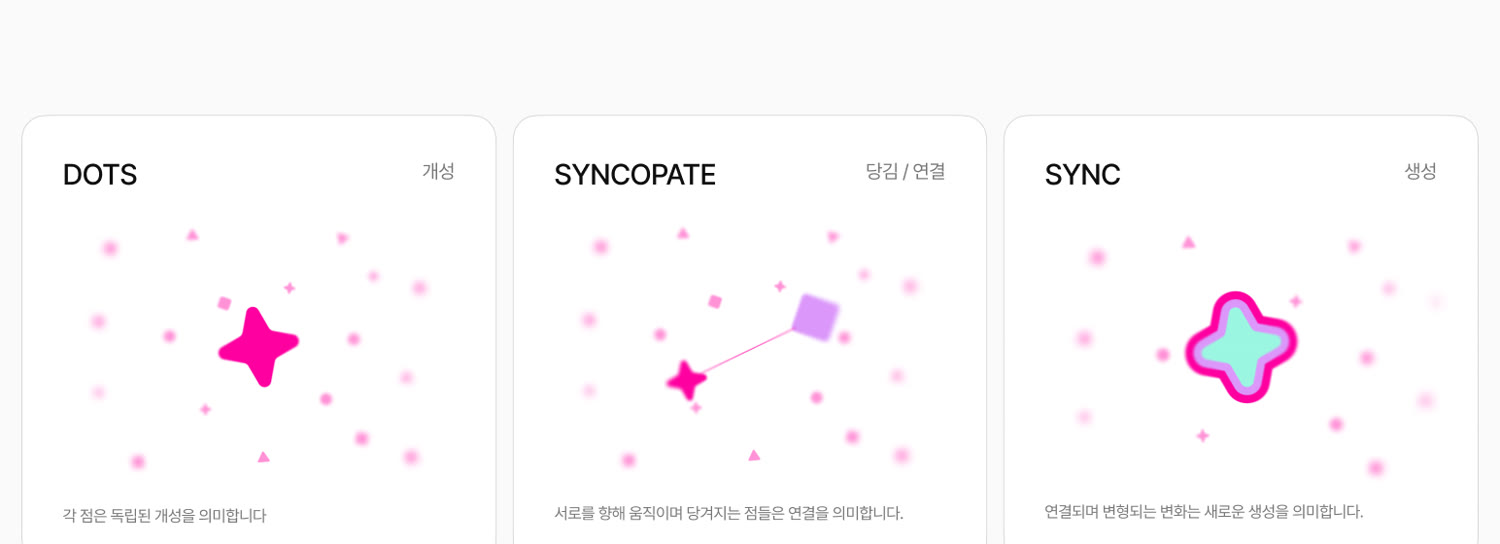 DOTS
개성
각 점은 독립된 개성을 의미합니다
SYNCOPATE
당김 / 연결
서로를 향해 움직이며 당겨지는 점들은 연결을 의미합니다.
SYNC
생성
연결되며 변형되는 변화는 새로운 생성을 의미합니다.